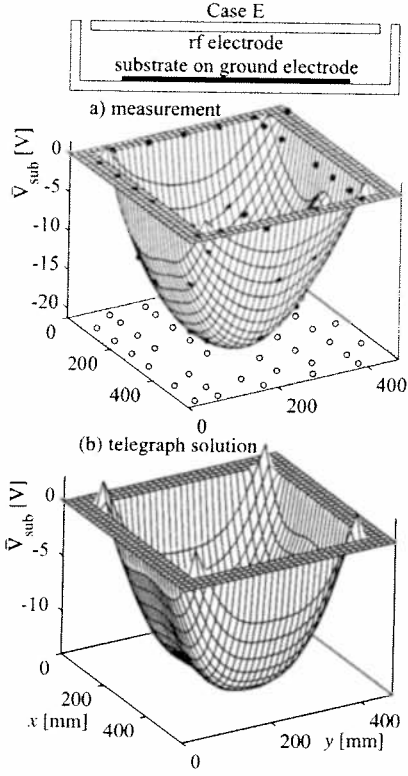 Case E
rf electrode
substrate on ground electrode
a) measurement
V̄sub [V]
0
-5
-10
-15
-20
0
200
400
0
200
400
(b) telegraph solution
V̄sub [V]
0
-5
-10
0
200
400
x [mm]
0
200
400
y [mm]